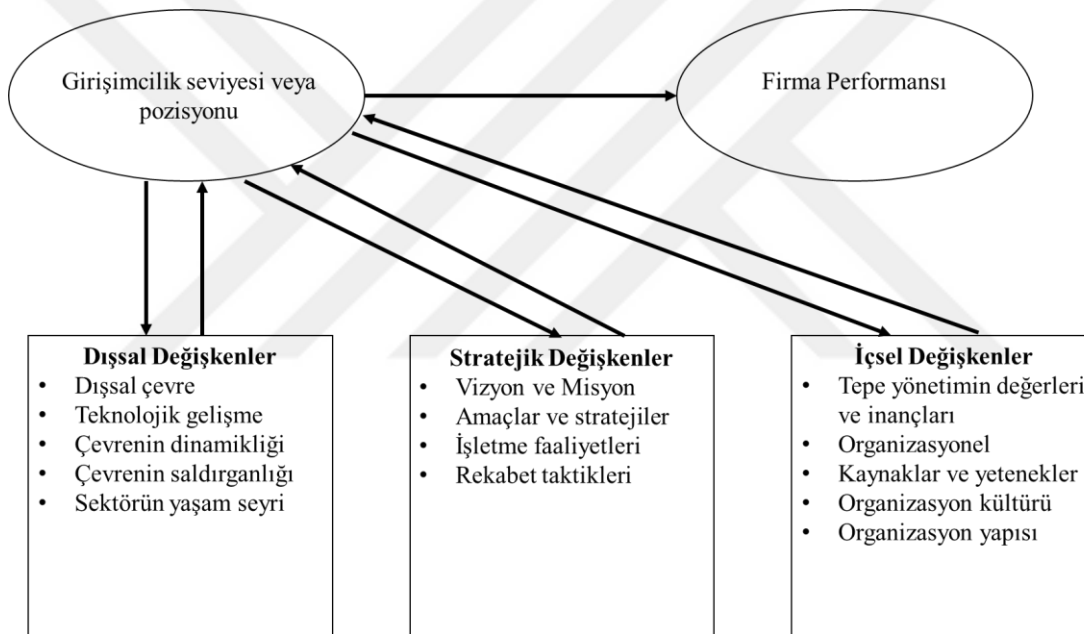 Girişimcilik seviyesi veya
pozisyonu
Firma Performansı
Dışsal Değişkenler
• Dışsal çevre
• Teknolojik gelişme
• Çevrenin dinamikliği
• Çevrenin saldırganlığı
• Sektörün yaşam seyri
Stratejik Değişkenler
• Vizyon ve Misyon
• Amaçlar ve stratejiler
• İşletme faaliyetleri
• Rekabet taktikleri
İçsel Değişkenler
• Tepe yönetimin değerleri
ve inançları
• Organizasyonel
• Kaynaklar ve yetenekler
• Organizasyon kültürü
• Organizasyon yapısı